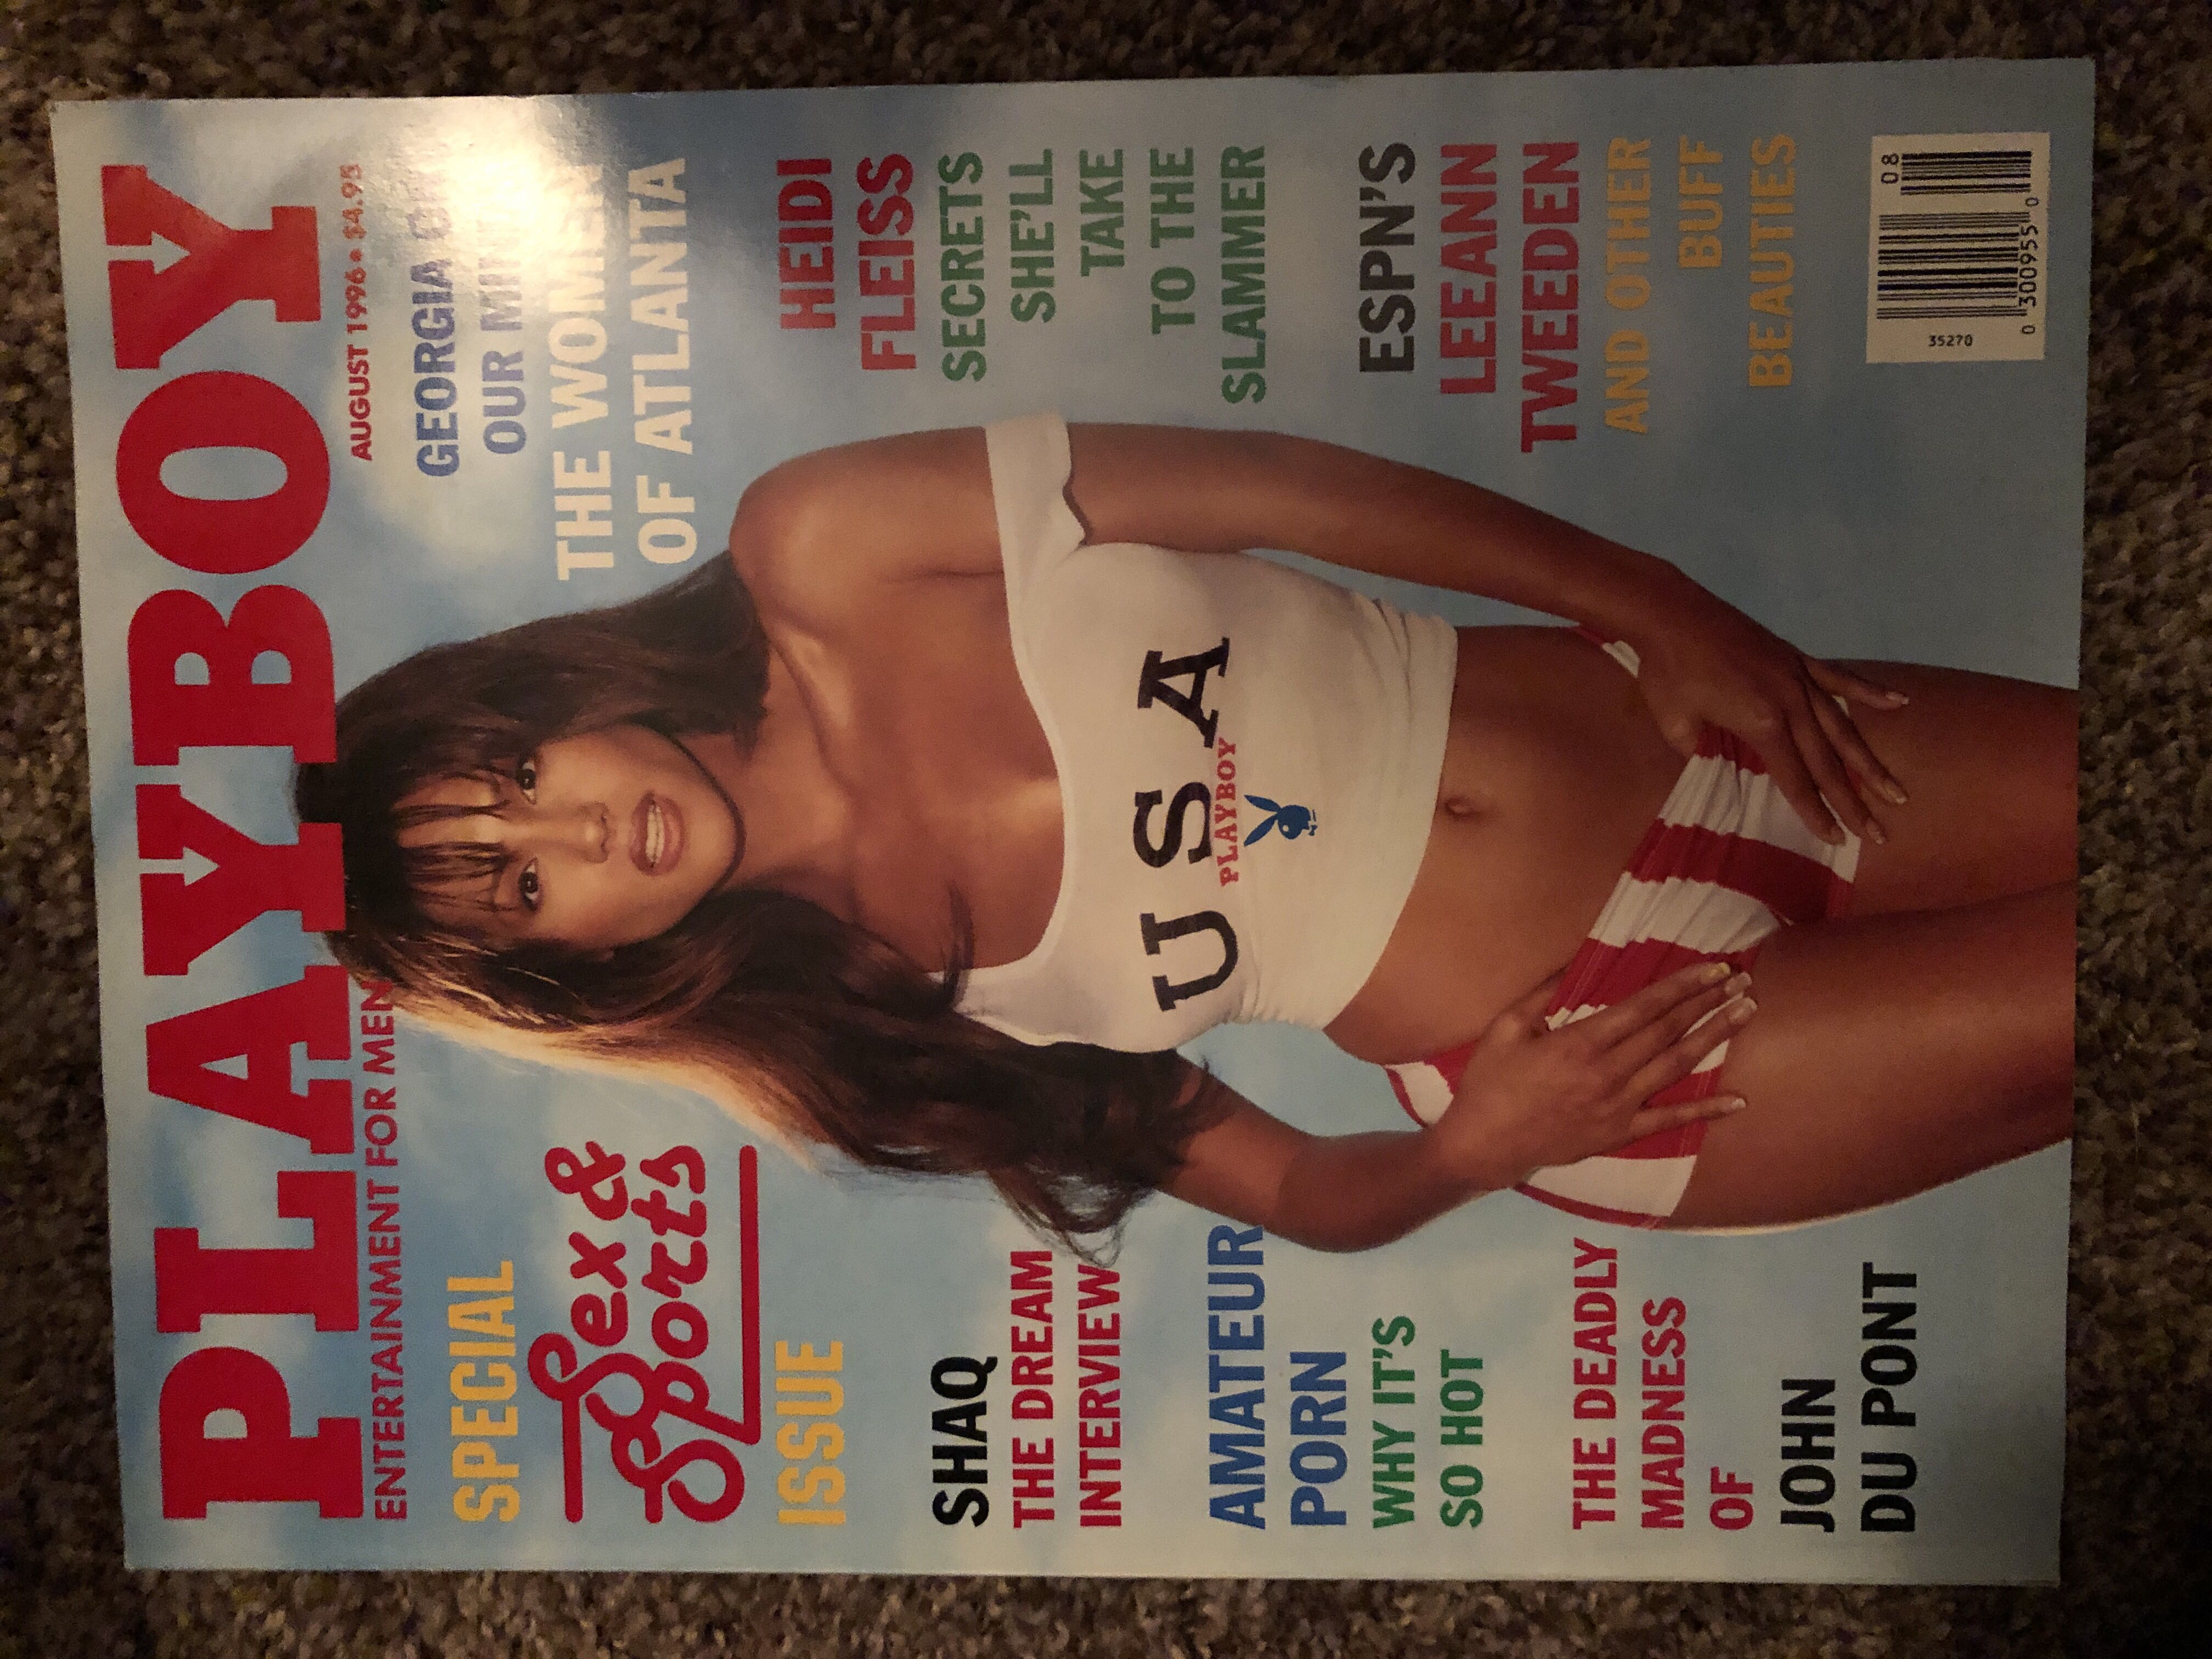 PLAYBOY
ENTERTAINMENT FOR MEN
AUGUST 1996 • $4.95
SPECIAL
Sex &
Sports
ISSUE
SHAQ
THE DREAM
INTERVIEW
AMATEUR
PORN
WHY IT'S
SO HOT
THE DEADLY
MADNESS
OF
JOHN
DU PONT
GEORGIA
OUR
THE WOMEN
OF ATLANTA
HEIDI
FLEISS
SECRETS
SHE'LL
TAKE
TO THE
SLAMMER
ESPN'S
LEEANN
TWEEDEN
AND OTHER
BUFF
BEAUTIES
USA
PLAYBOY
35270
0 300955 0
08